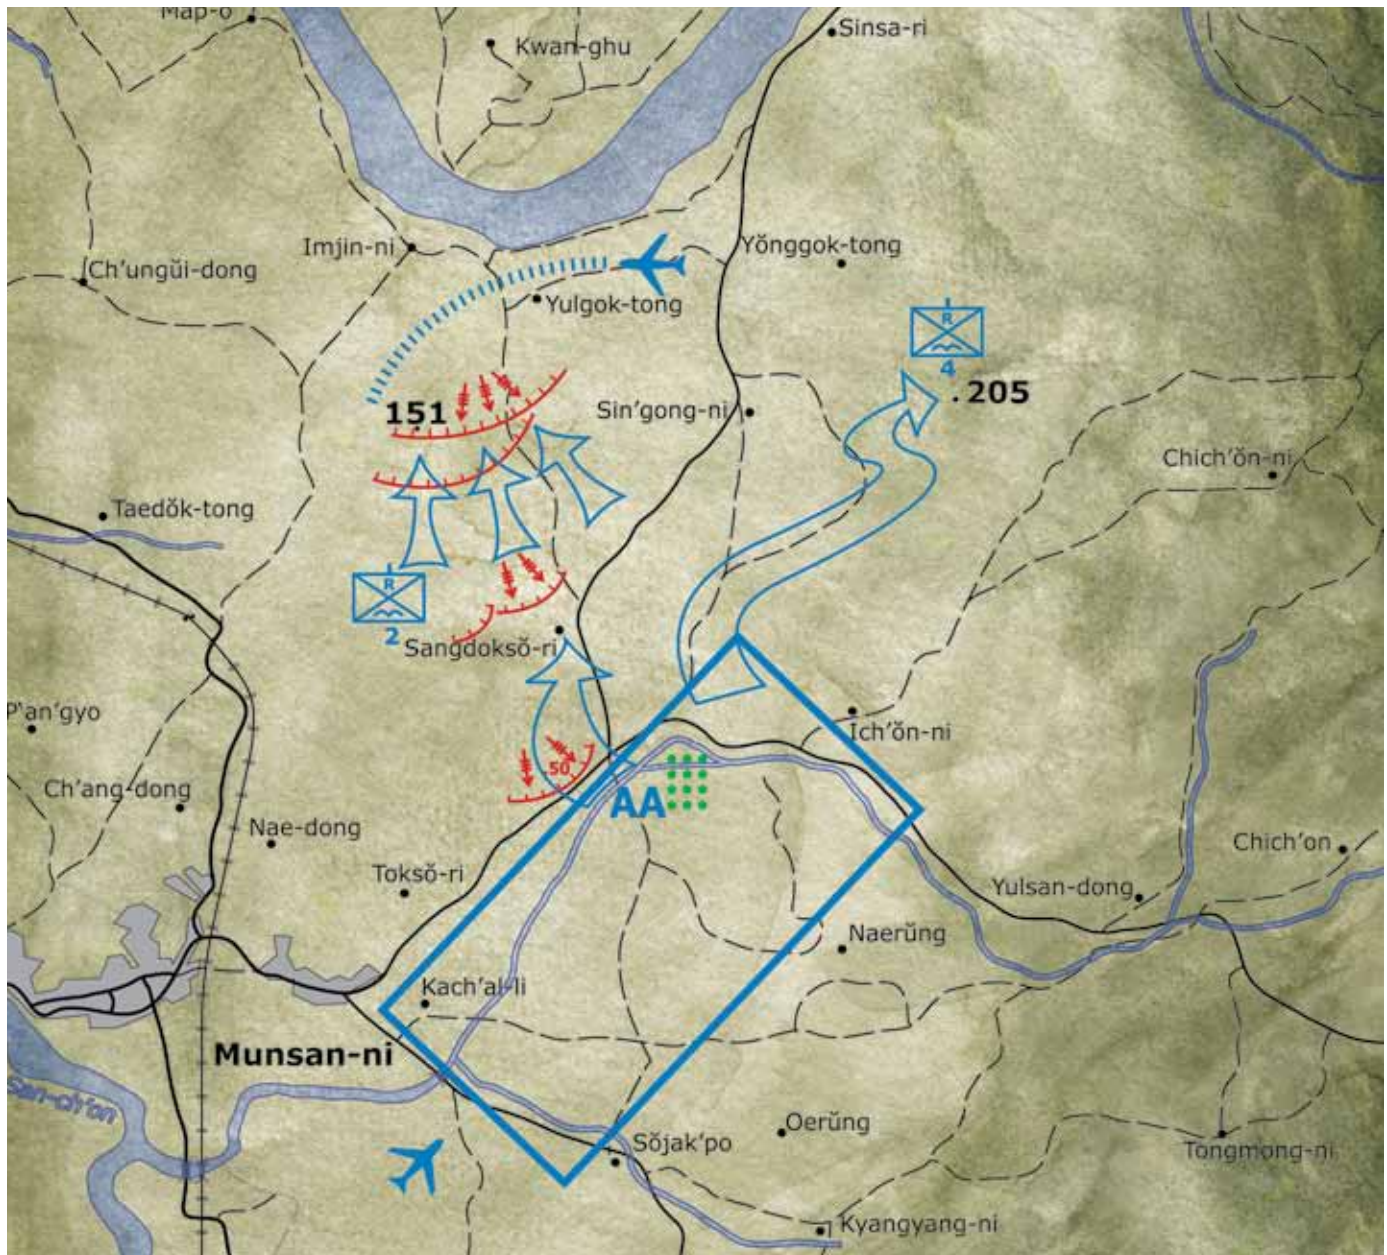 Map-o
Kwan-ghu
Sinsa-ri
Imjin-ni
Yŏnggok-tong
Ch'ungŭi-dong
Yulgok-tong
R
4
151
205
Sin'gong-ni
Chich'ŏn-ni
Taedŏk-tong
R
2
Sangdoksŏ-ri
P'an'gyo
Ich'ŏn-ni
50
Ch'ang-dong
AA
Nae-dong
Chich'on
Toksŏ-ri
Yulsan-dong
Naerŭng
Kach'al-li
Munsan-ni
Oerŭng
Sŏjak'po
Tongmong-ni
Kyangyang-ni